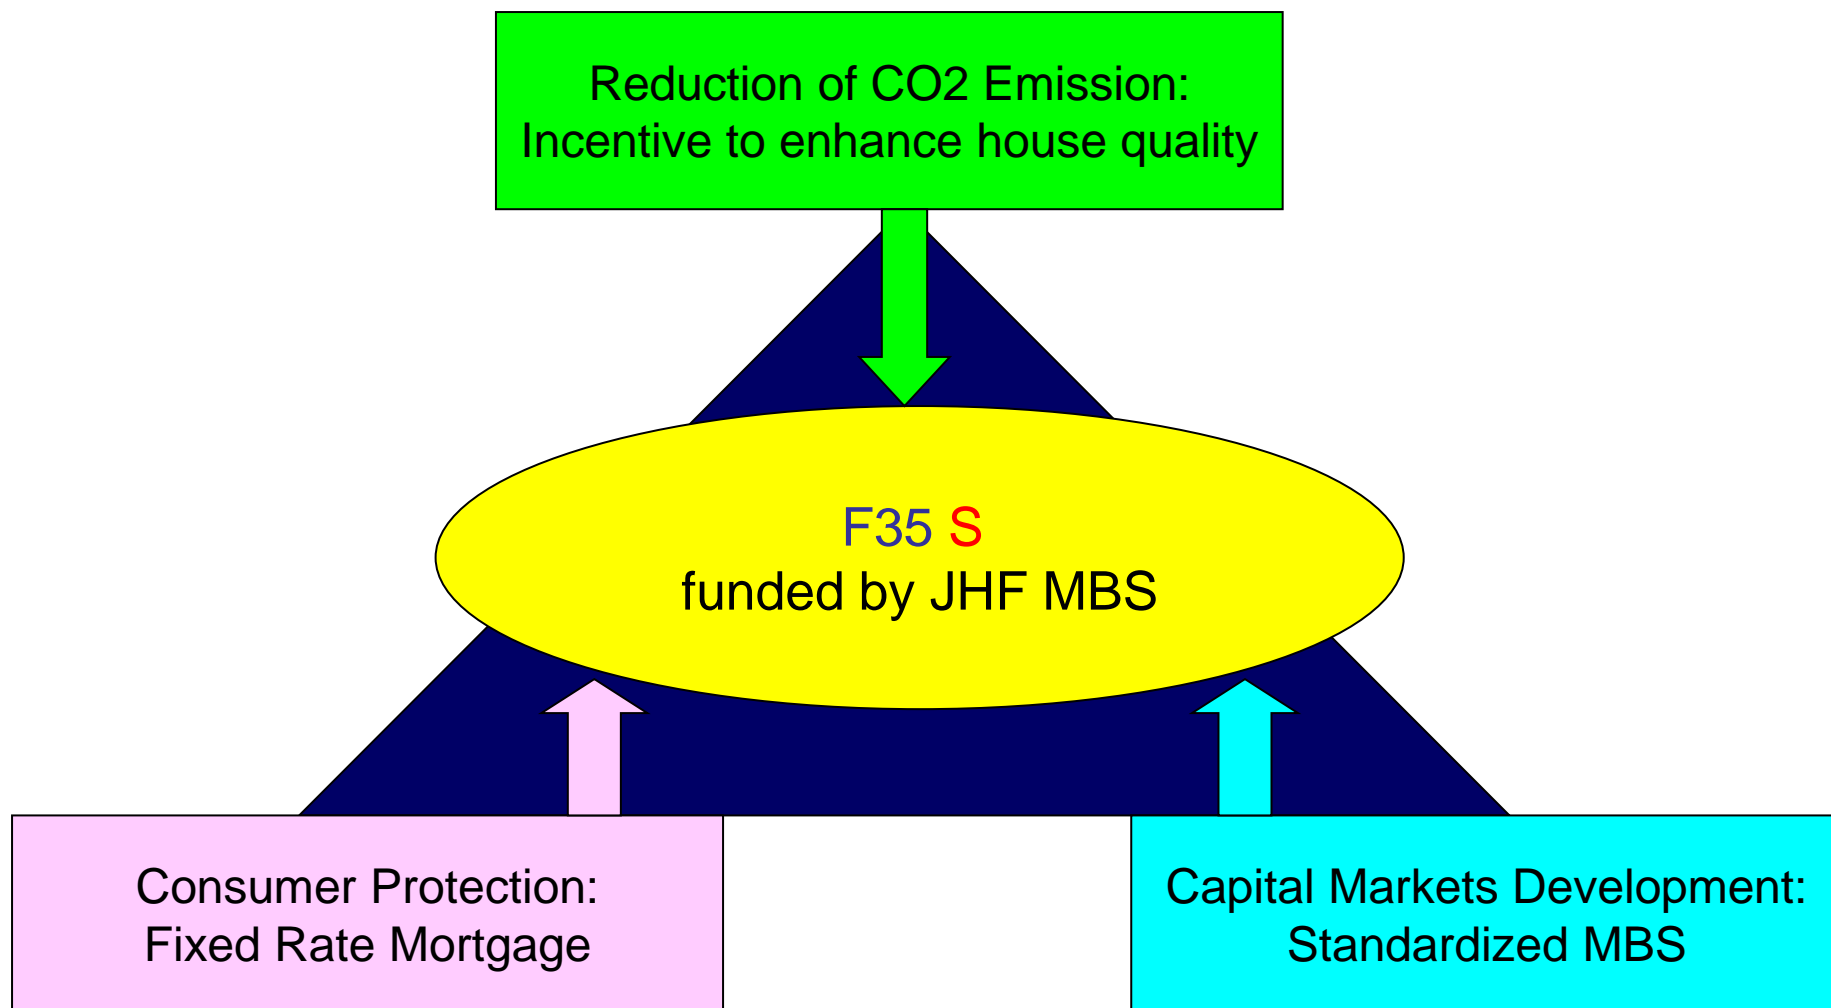 Reduction of CO2 Emission:
Incentive to enhance house quality
F35 S
funded by JHF MBS
Consumer Protection:
Fixed Rate Mortgage
Capital Markets Development:
Standardized MBS